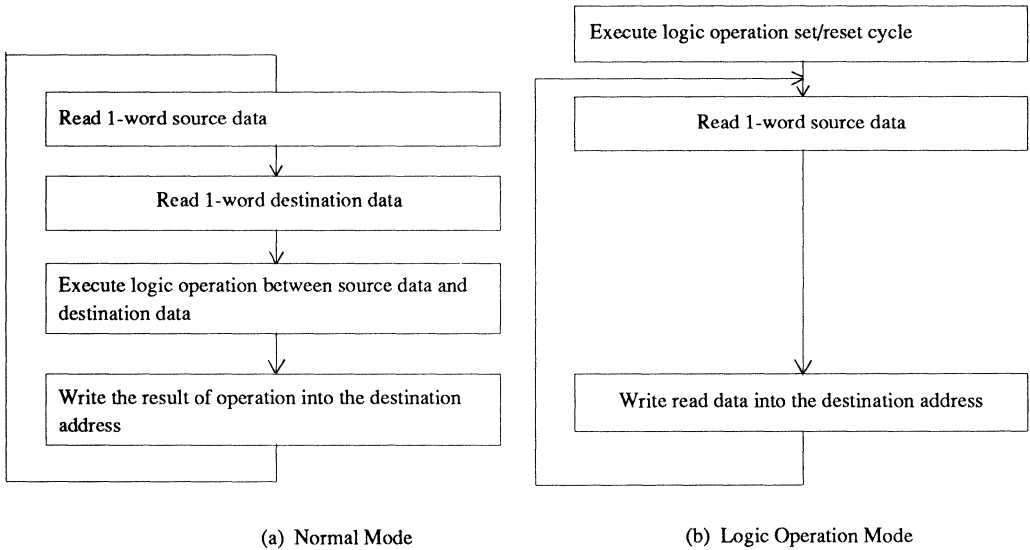 Read 1-word source data
Read 1-word destination data
Execute logic operation between source data and
destination data
Write the result of operation into the destination
address
(a) Normal Mode
Execute logic operation set/reset cycle
Read 1-word source data
Write read data into the destination address
(b) Logic Operation Mode